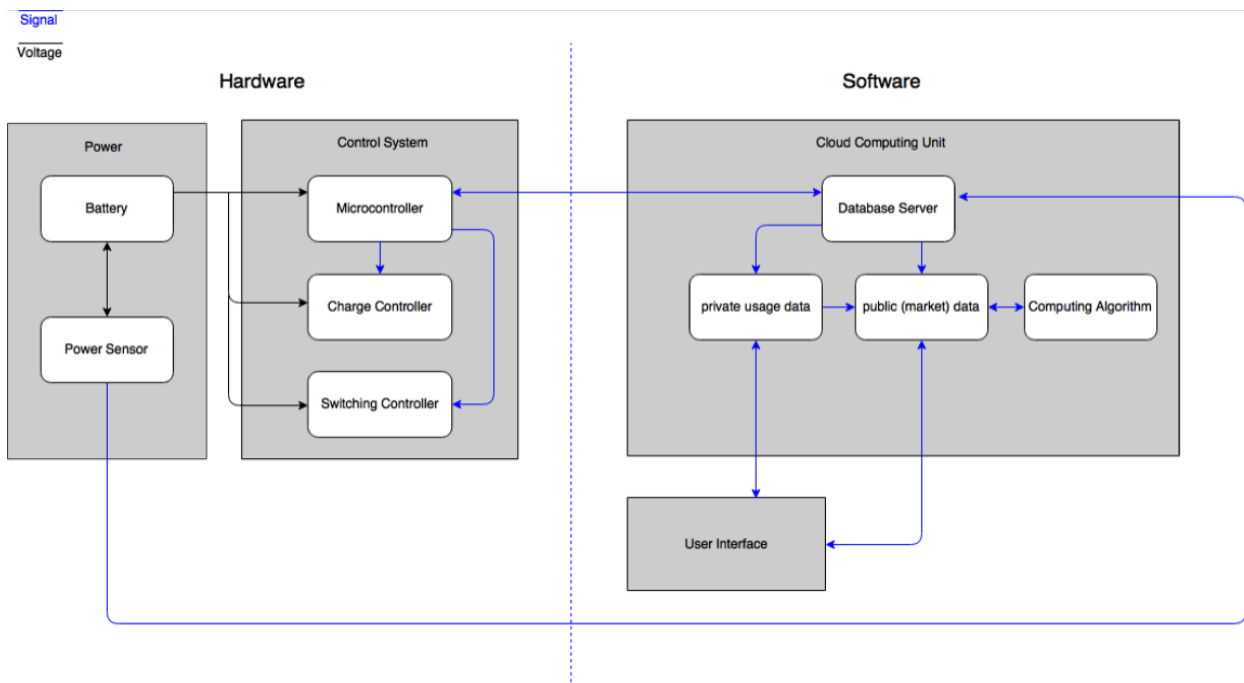 Signal
Voltage
Hardware
Software
Power
Control System
Cloud Computing Unit
Battery
Microcontroller
Database Server
Charge Controller
private usage data
public (market) data
Computing Algorithm
Power Sensor
Switching Controller
User Interface